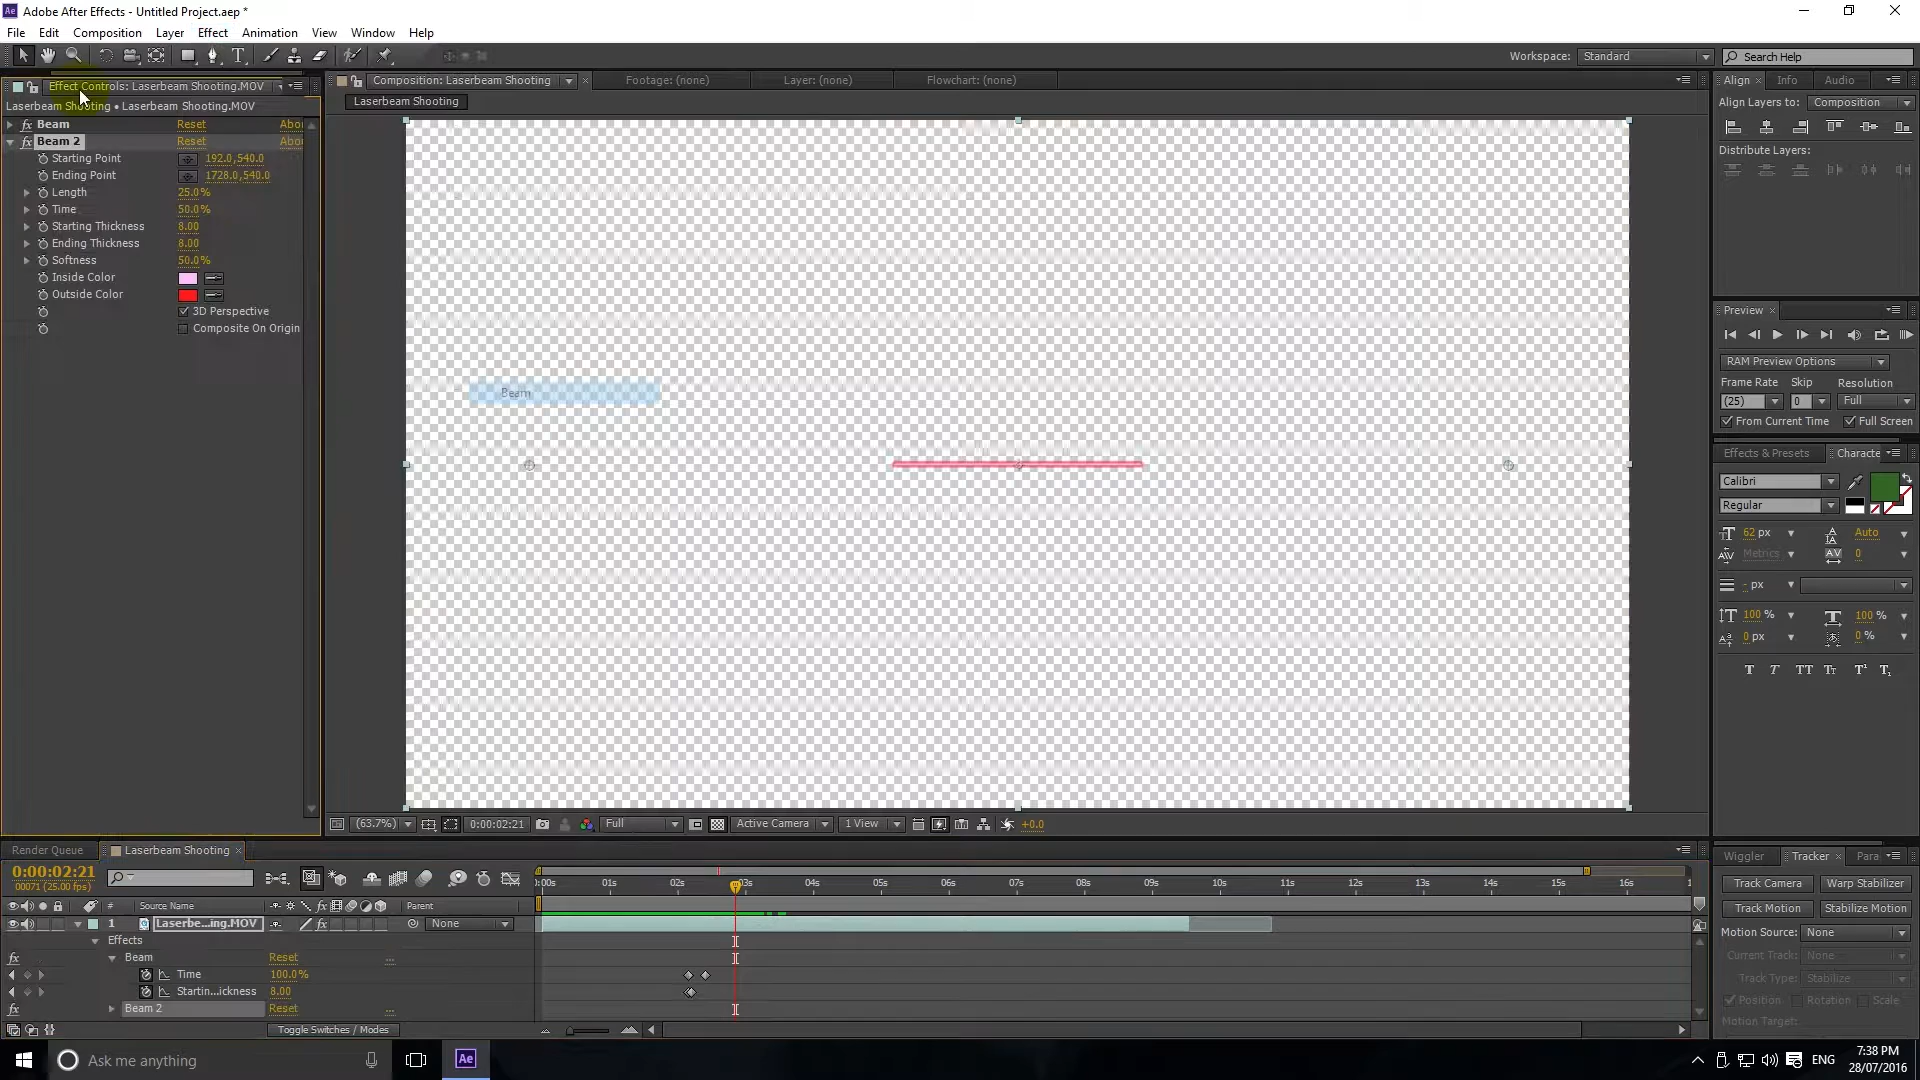 Adobe After Effects - Untitled Project.aep *
File Edit Composition Layer Effect Animation View Window Help
Workspace: Standard Search Help
Effect Controls: Laserbeam Shooting.MOV
Laserbeam Shooting • Laserbeam Shooting.MOV
fx Beam Reset Abou
fx Beam 2 Reset Abou
Starting Point 192.0,540.0
Ending Point 1728.0,540.0
Length 25.0%
Time 50.0%
Starting Thickness 8.00
Ending Thickness 8.00
Softness 50.0%
Inside Color
Outside Color
3D Perspective
Composite On Origin
Composition: Laserbeam Shooting Footage: (none) Layer: (none) Flowchart: (none)
Laserbeam Shooting
Beam
(63.7%) 0:00:02:21 Full Active Camera 1 View +0.0
Align Info Audio
Align Layers to: Composition
Distribute Layers:
Preview
RAM Preview Options
Frame Rate Skip Resolution
(25) 0 Full
From Current Time Full Screen
Effects & Presets Characte
Calibri
Regular
62 px Auto
Metrics 0
- px
100 % 100 %
0 px 0 %
T T TT Tt T¹ T₁
Wiggler Tracker Para
Track Camera Warp Stabilizer
Track Motion Stabilize Motion
Motion Source: None
Current Track: None
Track Type: Stabilize
Position Rotation Scale
Motion Target:
Render Queue Laserbeam Shooting
0:00:02:21
00071 (25.00 fps)
0:00s 01s 02s 03s 04s 05s 06s 07s 08s 09s 10s 11s 12s 13s 14s 15s 16s 1
# Source Name Parent
1 Laserbe...ing.MOV None
Effects
fx Beam Reset ...
Time 100.0%
Startin...ickness 8.00
fx Beam 2 Reset ...
Toggle Switches / Modes
Ask me anything
Ae
ENG
7:38 PM
28/07/2016